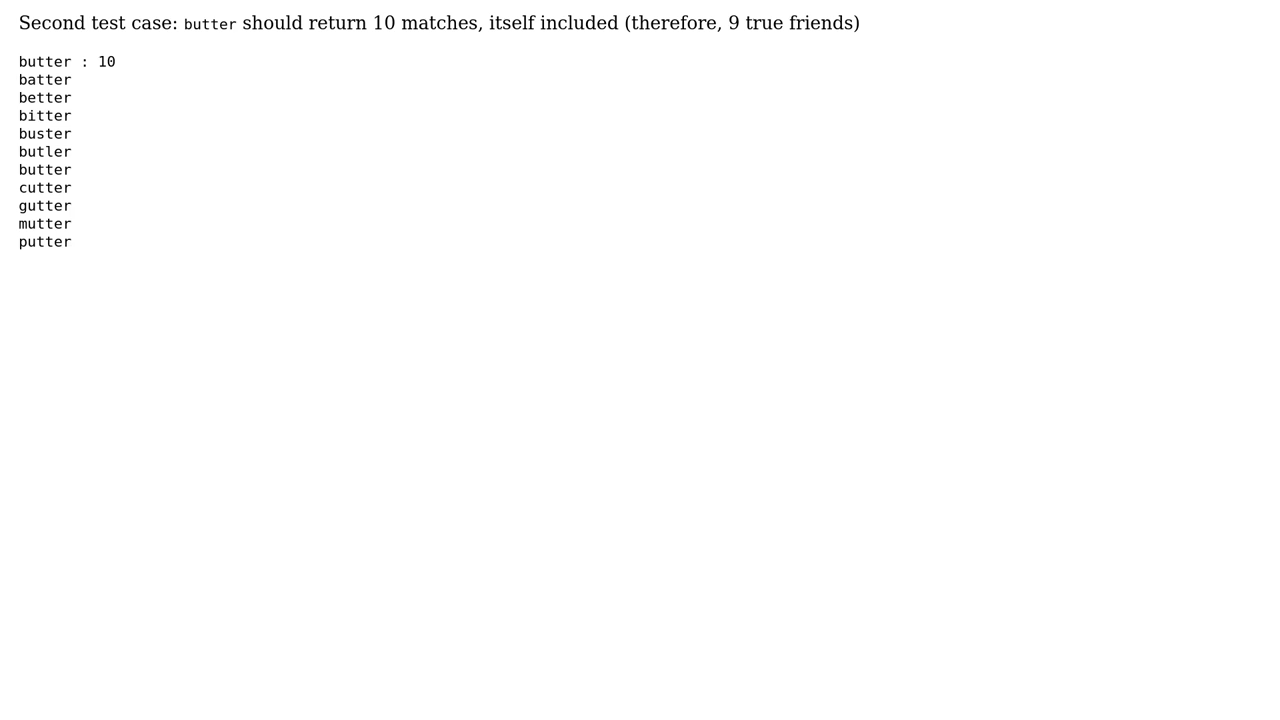 Second test case: butter should return 10 matches, itself included (therefore, 9 true friends)
butter : 10
batter
better
bitter
buster
butler
butter
cutter
gutter
mutter
putter